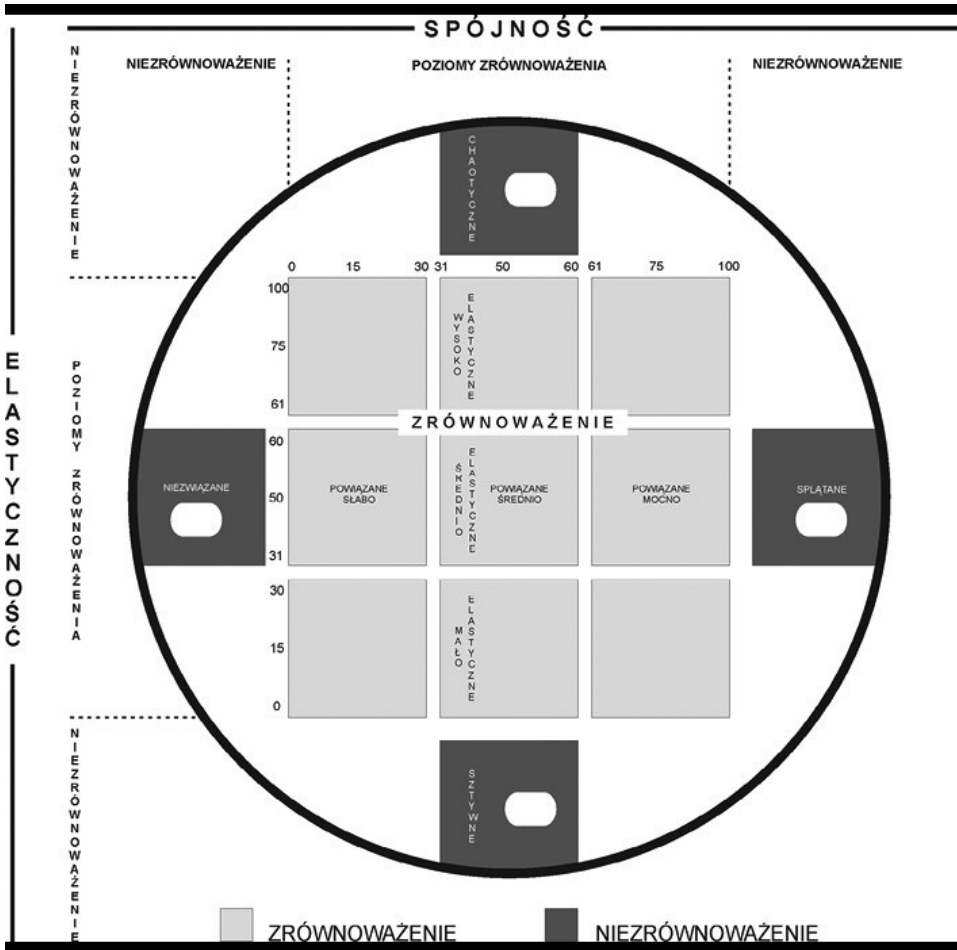 SPÓJNOŚĆ
NIEZRÓWNOWAŻENIE
POZIOMY ZRÓWNOWAŻENIA
NIEZRÓWNOWAŻENIE
ELASTYCZNOŚĆ
NIEZRÓWNOWAŻENIE
POZIOMY ZRÓWNOWAŻENIA
NIEZRÓWNOWAŻENIE
CHAOTYCZNE
0 15 30 31 50 60 61 75 100
100
75
61
WYSOKO
ELASTYCZNE
ZRÓWNOWAŻENIE
60
50
31
NIEZWIĄZANE
POWIĄZANE
SŁABO
ŚREDNIO
ELASTYCZNE
POWIĄZANE
ŚREDNIO
POWIĄZANE
MOCNO
SPLĄTANE
30
15
0
MAŁO
ELASTYCZNE
SZTYWNE
ZRÓWNOWAŻENIE
NIEZRÓWNOWAŻENIE